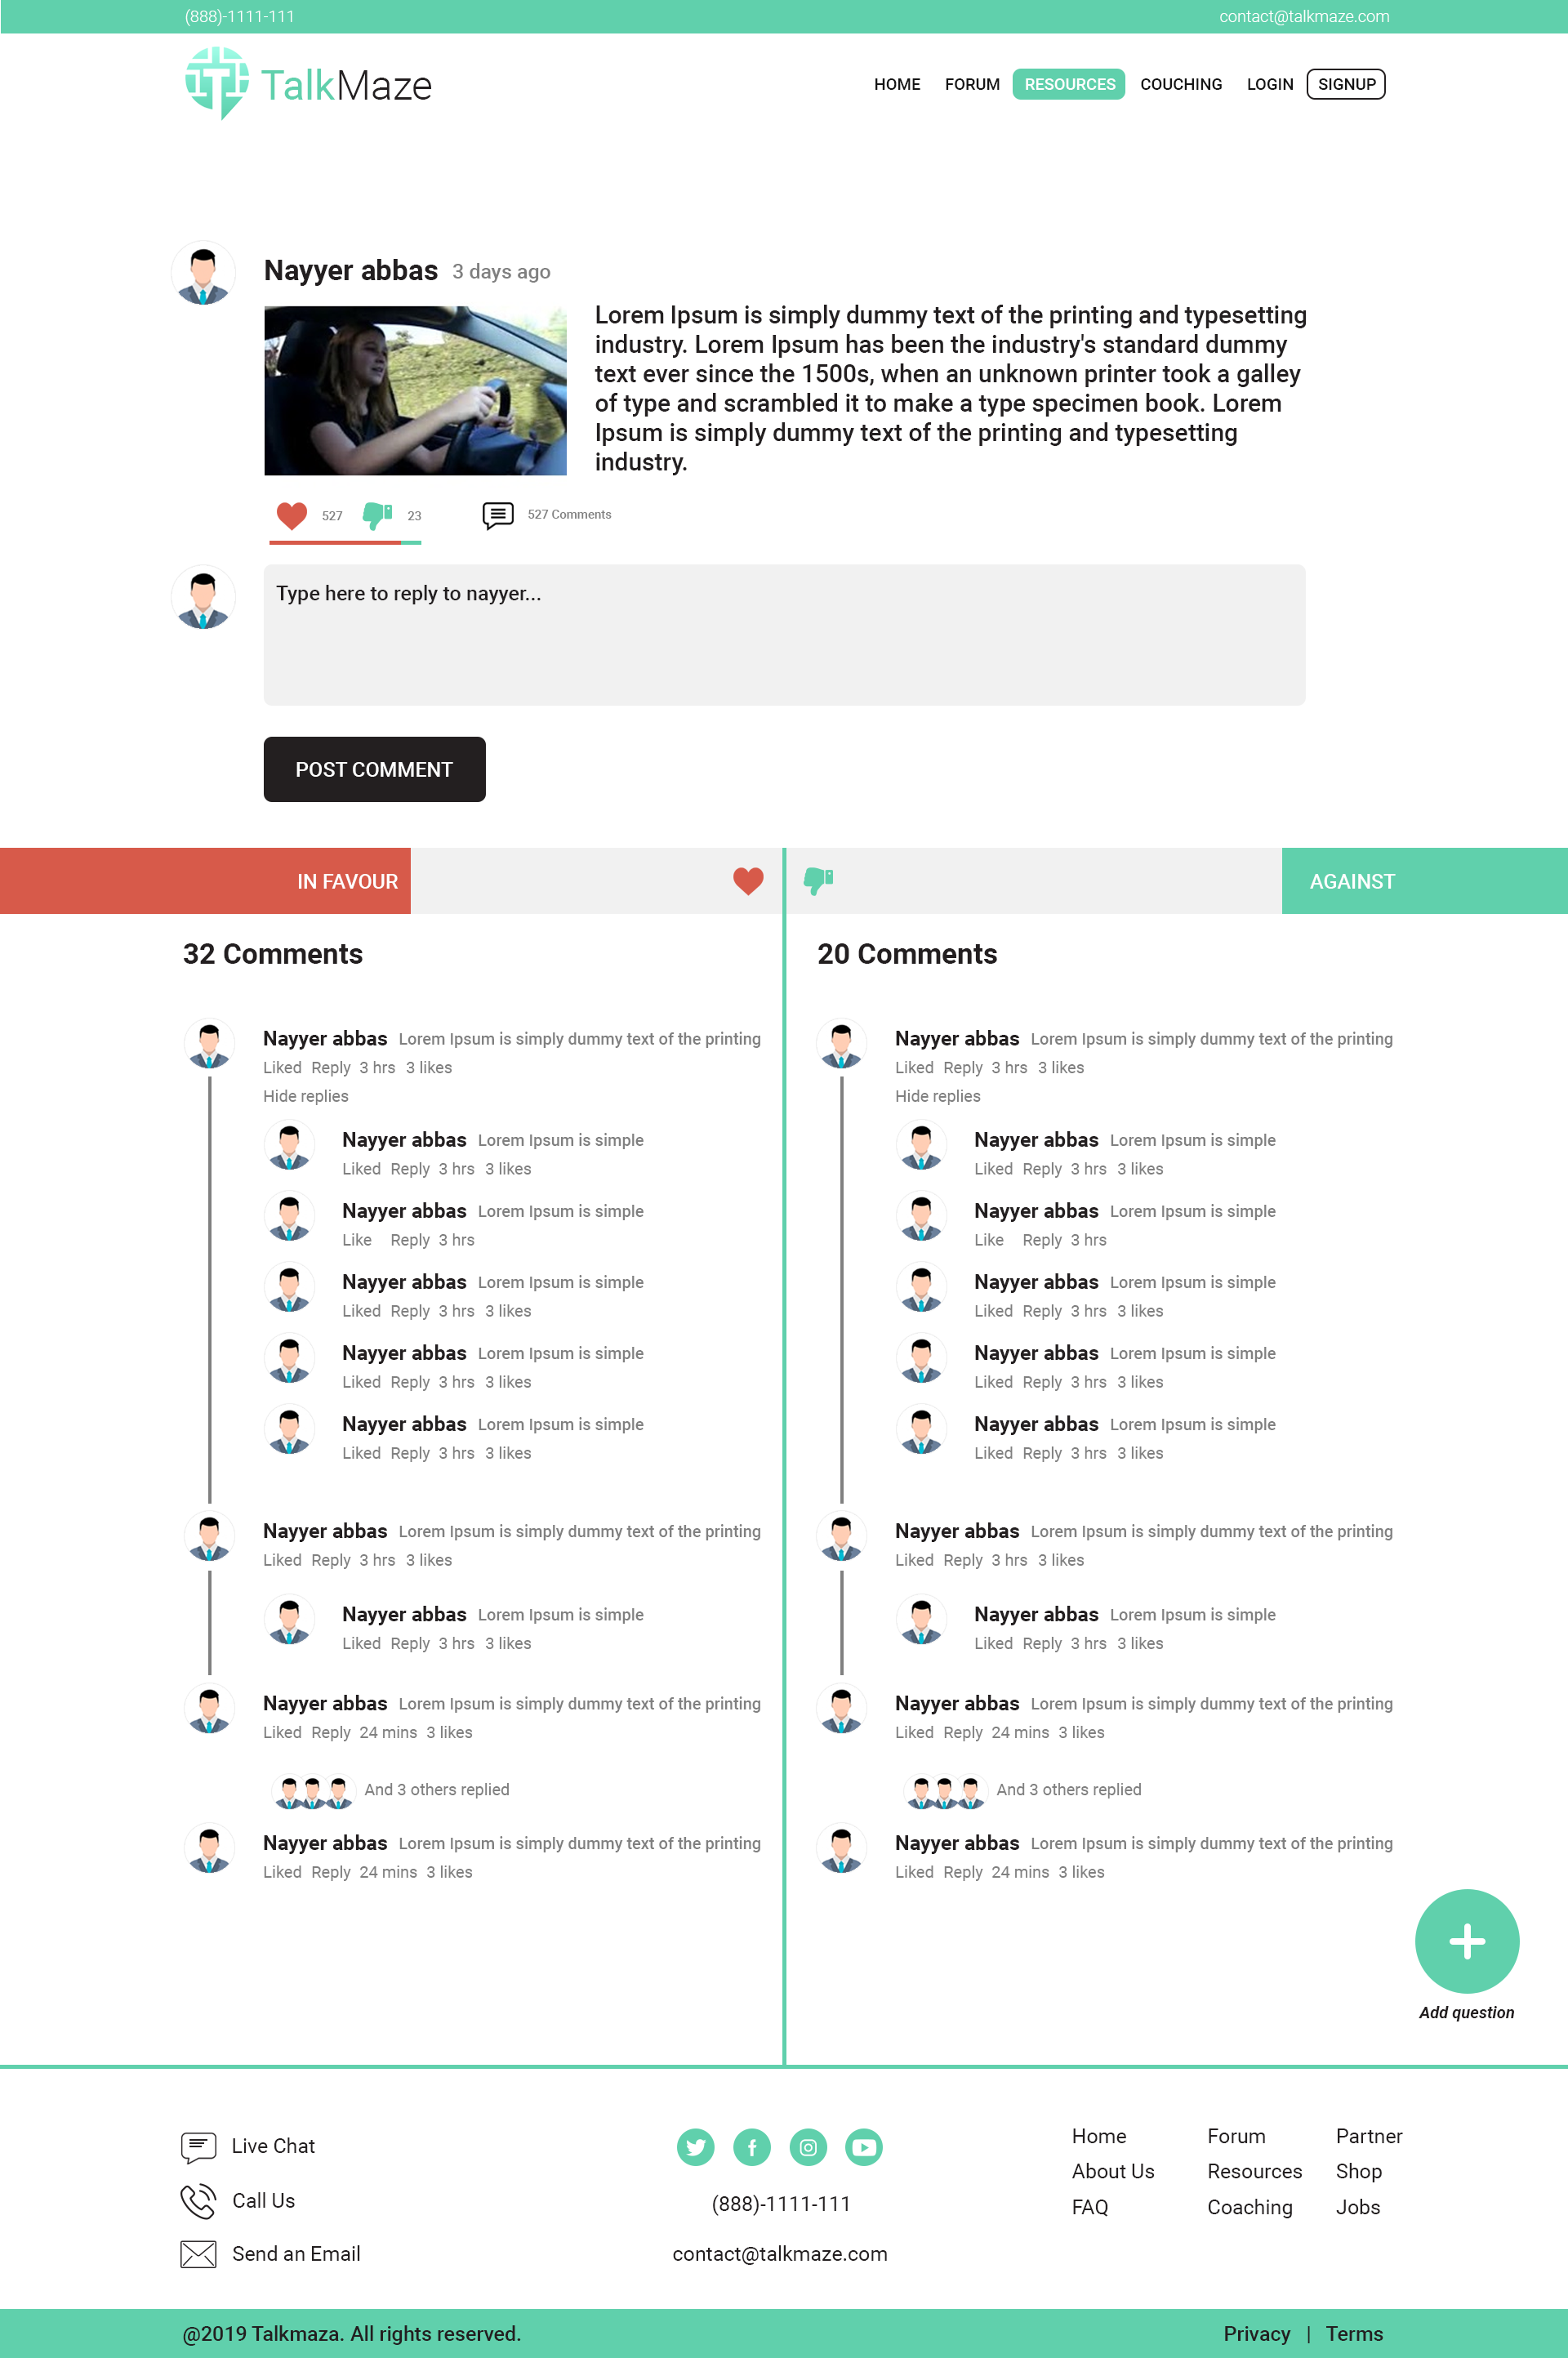 (888)-1111-111
contact@talkmaze.com
TalkMaze
HOME FORUM RESOURCES COUCHING LOGIN SIGNUP
Nayyer abbas 3 days ago
Lorem Ipsum is simply dummy text of the printing and typesetting
industry. Lorem Ipsum has been the industry's standard dummy
text ever since the 1500s, when an unknown printer took a galley
of type and scrambled it to make a type specimen book. Lorem
Ipsum is simply dummy text of the printing and typesetting
industry.
527 23 527 Comments
Type here to reply to nayyer...
POST COMMENT
IN FAVOUR
AGAINST
32 Comments
Nayyer abbas Lorem Ipsum is simply dummy text of the printing
Liked Reply 3 hrs 3 likes
Hide replies
Nayyer abbas Lorem Ipsum is simple
Liked Reply 3 hrs 3 likes
Nayyer abbas Lorem Ipsum is simple
Like Reply 3 hrs
Nayyer abbas Lorem Ipsum is simple
Liked Reply 3 hrs 3 likes
Nayyer abbas Lorem Ipsum is simple
Liked Reply 3 hrs 3 likes
Nayyer abbas Lorem Ipsum is simple
Liked Reply 3 hrs 3 likes
Nayyer abbas Lorem Ipsum is simply dummy text of the printing
Liked Reply 3 hrs 3 likes
Nayyer abbas Lorem Ipsum is simple
Liked Reply 3 hrs 3 likes
Nayyer abbas Lorem Ipsum is simply dummy text of the printing
Liked Reply 24 mins 3 likes
And 3 others replied
Nayyer abbas Lorem Ipsum is simply dummy text of the printing
Liked Reply 24 mins 3 likes
20 Comments
Nayyer abbas Lorem Ipsum is simply dummy text of the printing
Liked Reply 3 hrs 3 likes
Hide replies
Nayyer abbas Lorem Ipsum is simple
Liked Reply 3 hrs 3 likes
Nayyer abbas Lorem Ipsum is simple
Like Reply 3 hrs
Nayyer abbas Lorem Ipsum is simple
Liked Reply 3 hrs 3 likes
Nayyer abbas Lorem Ipsum is simple
Liked Reply 3 hrs 3 likes
Nayyer abbas Lorem Ipsum is simple
Liked Reply 3 hrs 3 likes
Nayyer abbas Lorem Ipsum is simply dummy text of the printing
Liked Reply 3 hrs 3 likes
Nayyer abbas Lorem Ipsum is simple
Liked Reply 3 hrs 3 likes
Nayyer abbas Lorem Ipsum is simply dummy text of the printing
Liked Reply 24 mins 3 likes
And 3 others replied
Nayyer abbas Lorem Ipsum is simply dummy text of the printing
Liked Reply 24 mins 3 likes
Add question
Live Chat
Call Us
Send an Email
(888)-1111-111
contact@talkmaze.com
Home Forum Partner
About Us Resources Shop
FAQ Coaching Jobs
@2019 Talkmaza. All rights reserved.
Privacy | Terms